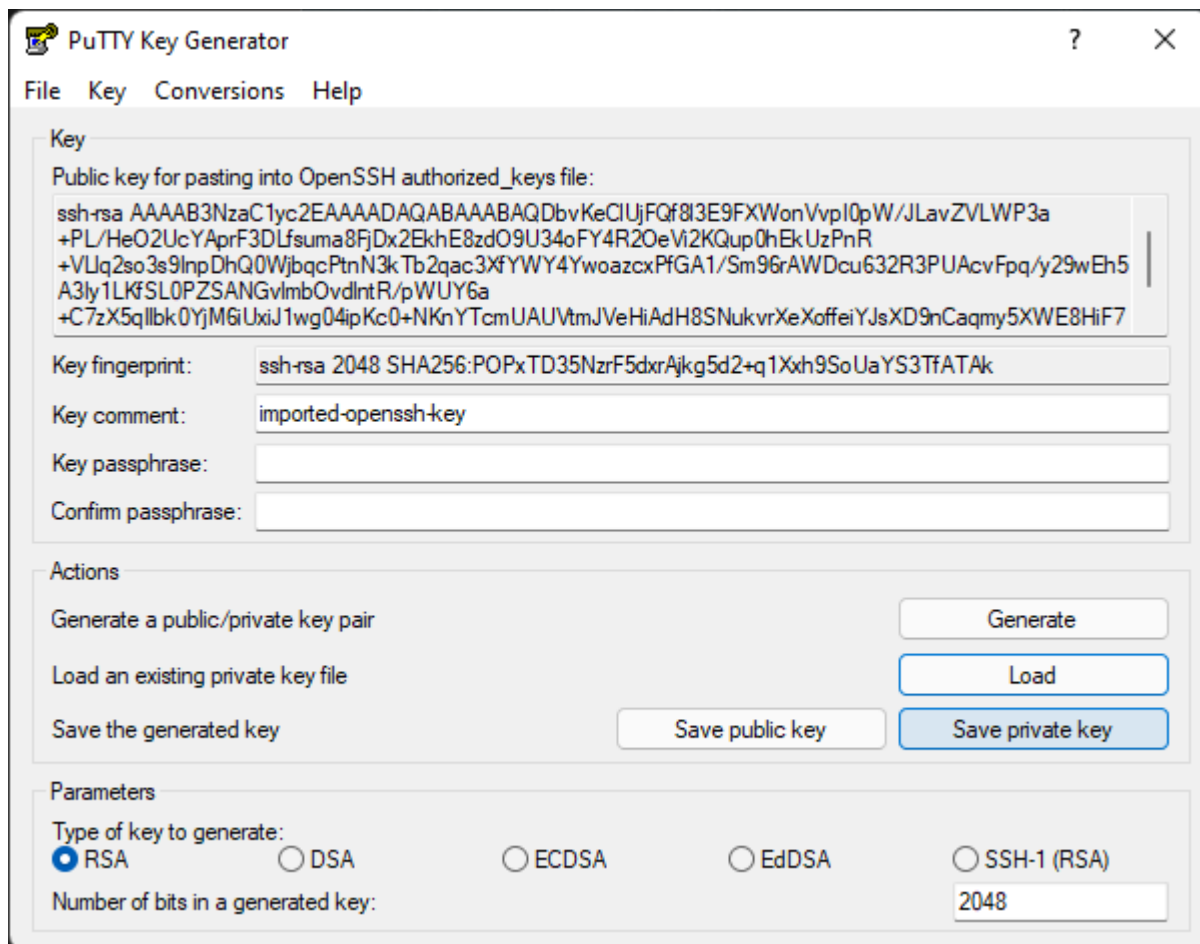 PuTTY Key Generator
?
File Key Conversions Help
Key
Public key for pasting into OpenSSH authorized_keys file:
ssh-rsa AAAAB3NzaC1yc2EAAAADAQABAAABAQDbvKeClUjFQf8l3E9FXWonVvpI0pW/JLavZVLWP3a
+PL/HeO2UcYAprF3DLfsuma8FjDx2EkhE8zdO9U34oFY4R2OeVi2KQup0hEkUzPnR
+VLlq2so3s9InpDhQ0WjbqcPtnN3kTb2qac3XfYWY4YwoazcxPfGA1/Sm96rAWDcu632R3PUAcvFpq/y29wEh5
A3ly1LKfSL0PZSANGvlmbOvdIntR/pWUY6a
+C7zX5qllbk0YjM6iUxiJ1wg04ipKc0+NKnYTcmUAUVtmJVeHiAdH8SNukvrXeXoffeiYJsXD9nCaqmy5XWE8HiF7
Key fingerprint: ssh-rsa 2048 SHA256:POPxTD35NzrF5dxrAjkg5d2+q1Xxh9SoUaYS3TfATAk
Key comment: imported-openssh-key
Key passphrase:
Confirm passphrase:
Actions
Generate a public/private key pair Generate
Load an existing private key file Load
Save the generated key Save public key Save private key
Parameters
Type of key to generate:
RSA DSA ECDSA EdDSA SSH-1 (RSA)
Number of bits in a generated key: 2048